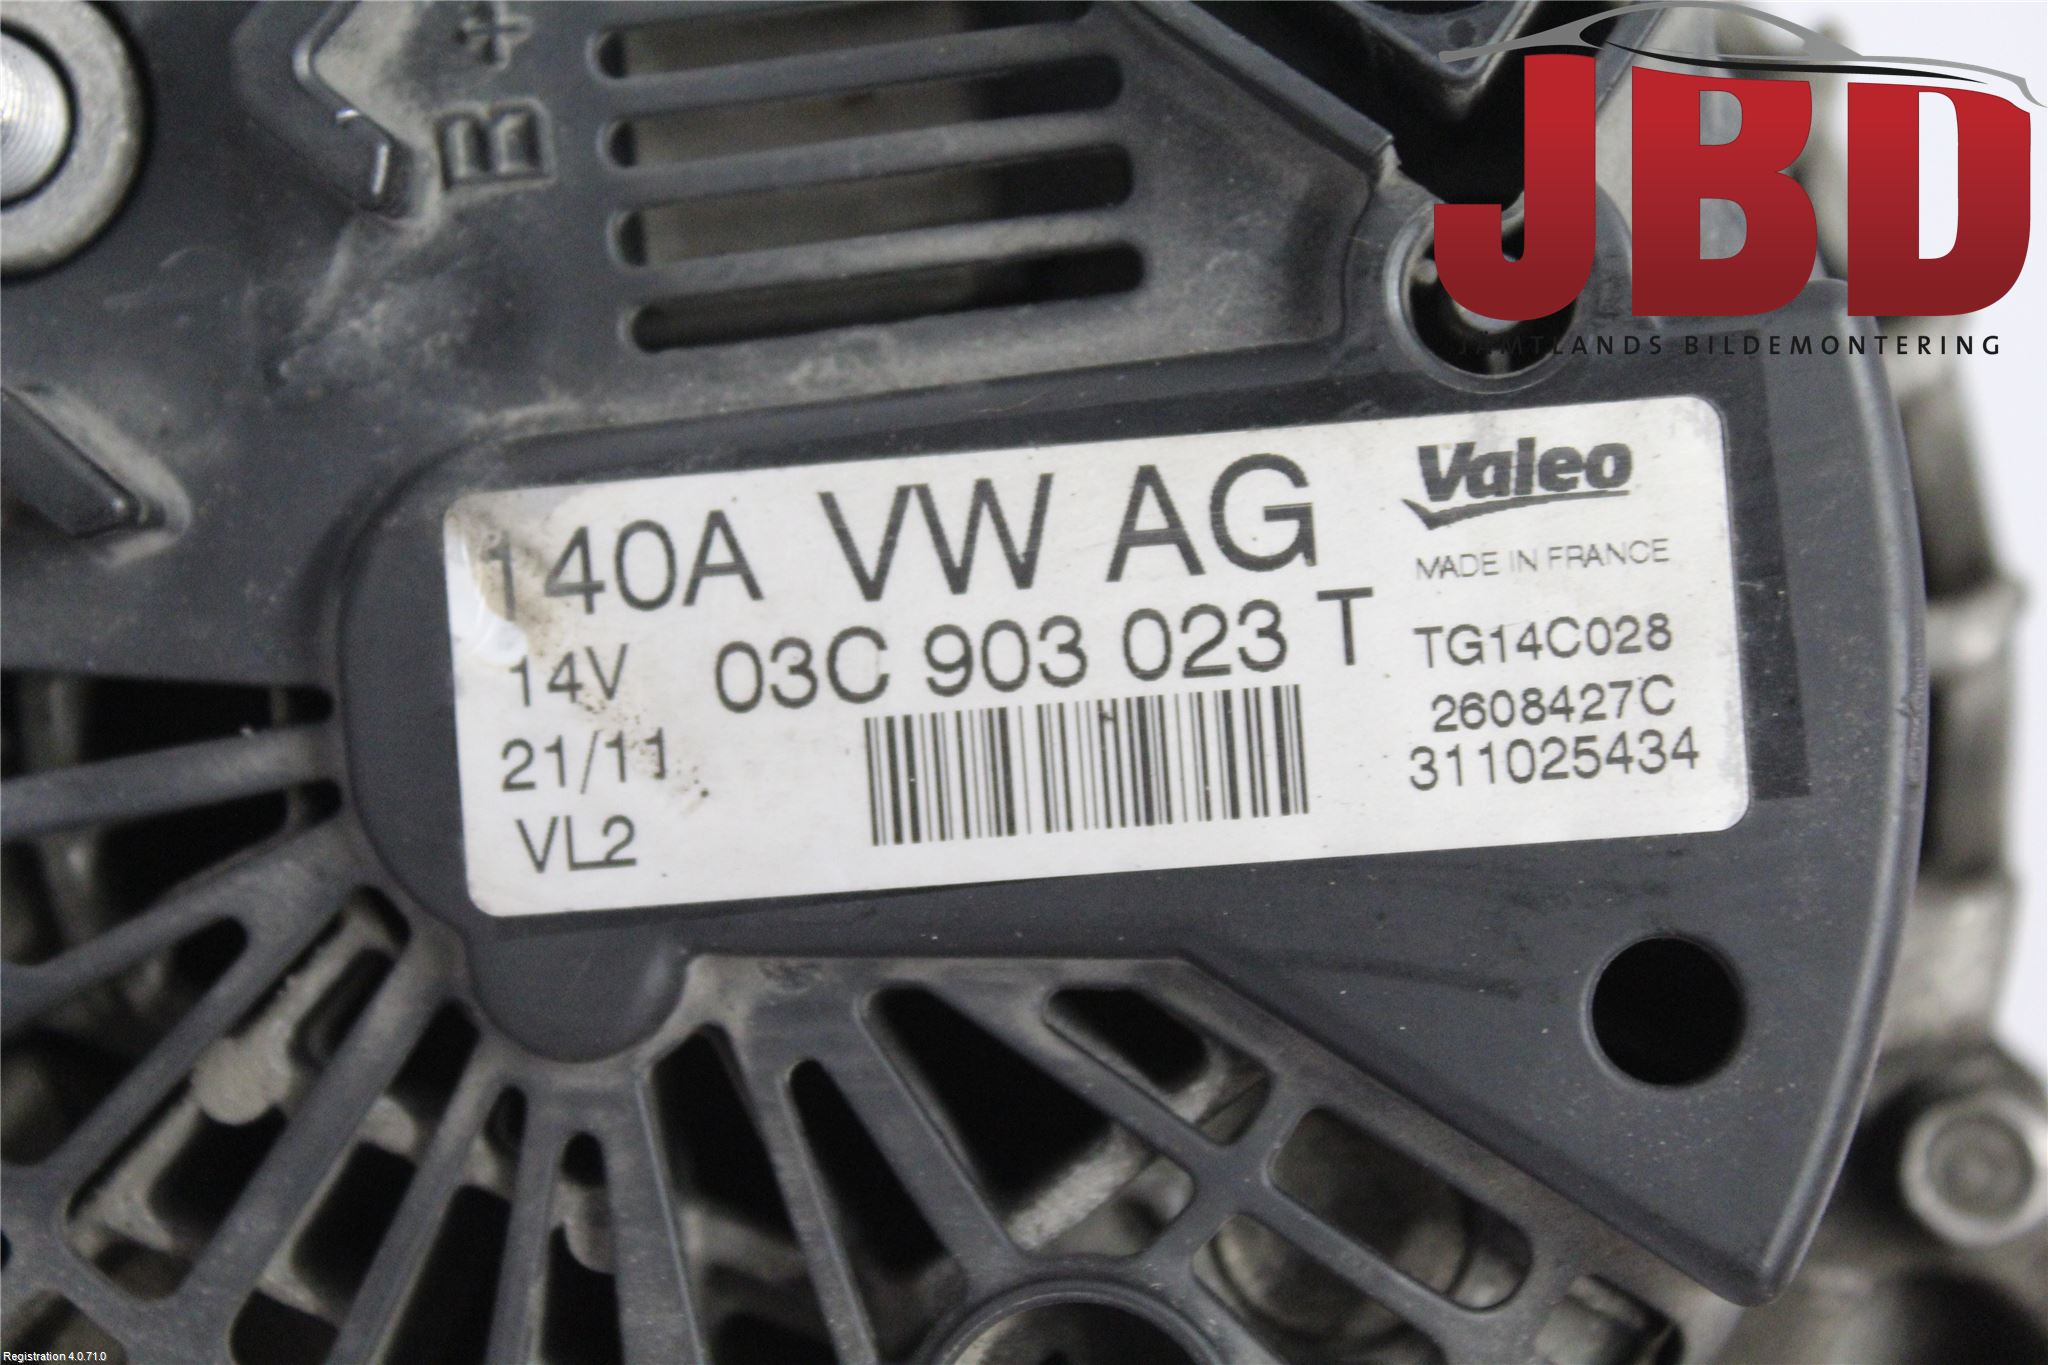 B+
JBD
JÄMTLANDS BILDEMONTERING
140A VW AG
14V 03C 903 023 T
21/11
VL2
Valeo
MADE IN FRANCE
TG14C028
2608427C
311025434
Registration 4.0.71.0